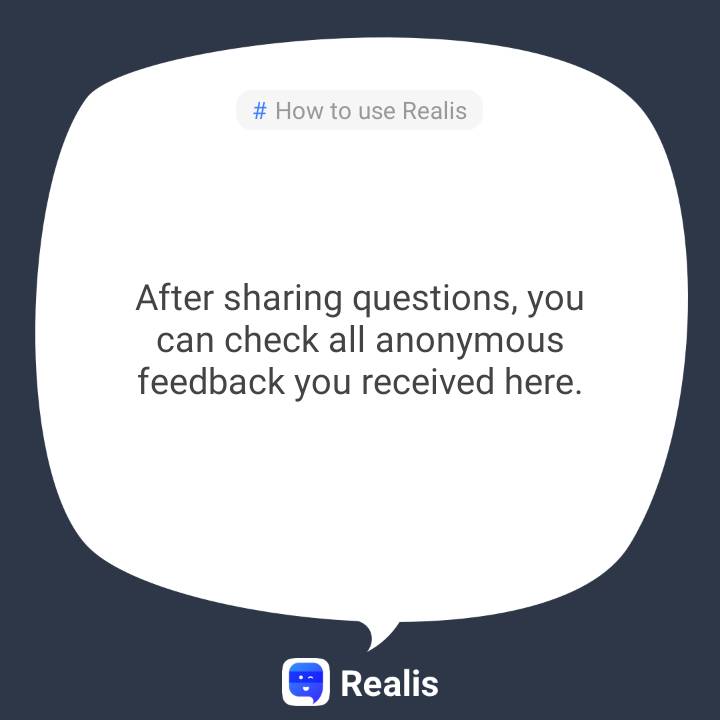 # How to use Realis
After sharing questions, you
can check all anonymous
feedback you received here.
Realis